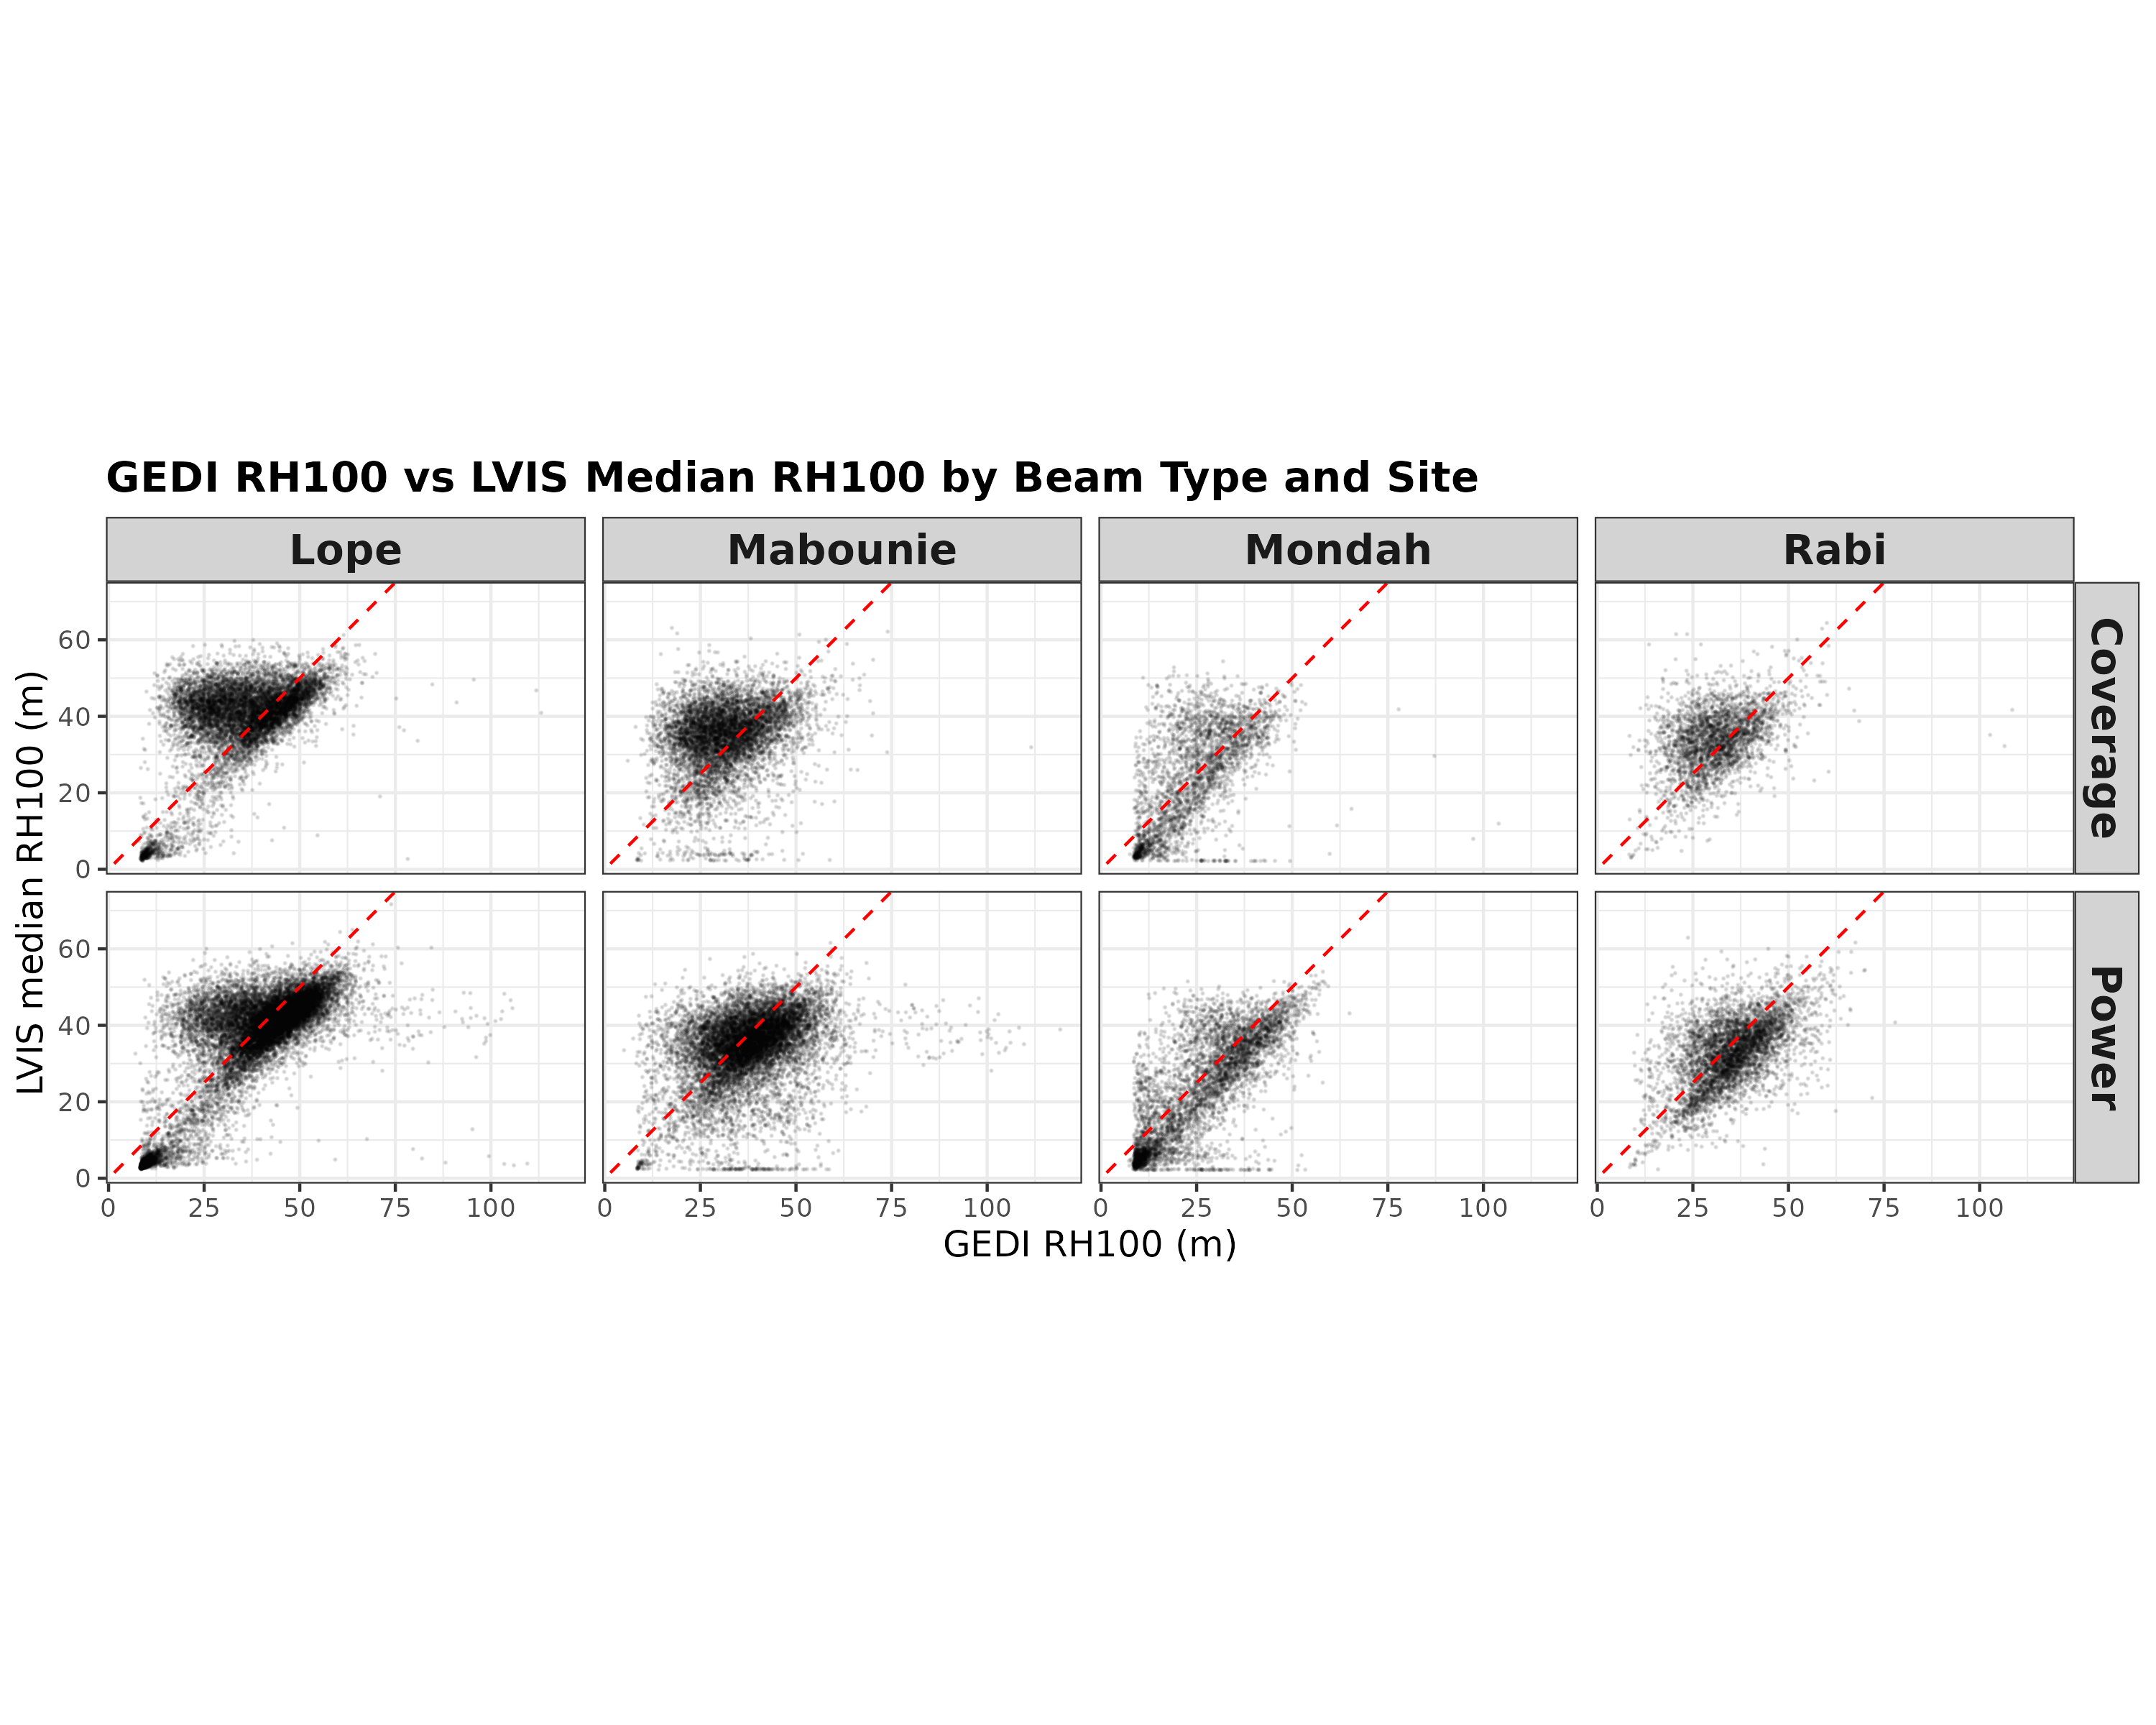 GEDI RH100 vs LVIS Median RH100 by Beam Type and Site
Lope
Mabounie
Mondah
Rabi
Coverage
Power
LVIS median RH100 (m)
60
40
20
0
60
40
20
0
0 25 50 75 100
0 25 50 75 100
0 25 50 75 100
0 25 50 75 100
GEDI RH100 (m)